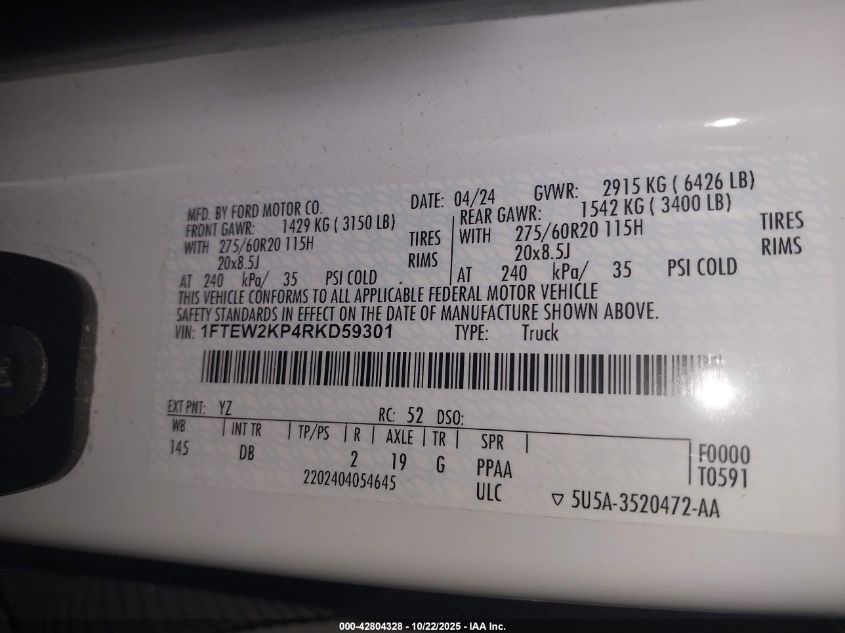 MFD. BY FORD MOTOR CO. DATE: 04/24 GVWR: 2915 KG ( 6426 LB)
FRONT GAWR: 1429 KG ( 3150 LB) REAR GAWR: 1542 KG ( 3400 LB)
WITH 275/60R20 115H TIRES WITH 275/60R20 115H TIRES
20x8.5J RIMS 20x8.5J RIMS
AT 240 kPa/ 35 PSI COLD AT 240 kPa/ 35 PSI COLD
THIS VEHICLE CONFORMS TO ALL APPLICABLE FEDERAL MOTOR VEHICLE
SAFETY STANDARDS IN EFFECT ON THE DATE OF MANUFACTURE SHOWN ABOVE.
VIN: 1FTEW2KP4RKD59301 TYPE: Truck
EXT PNT: YZ RC: 52 DSO:
WB INT TR TP/PS R AXLE TR SPR F0000
145 DB 2 19 G PPAA T0591
2202404054645 ULC ▽ 5U5A-3520472-AA
000-42804328 - 10/22/2025 - IAA Inc.